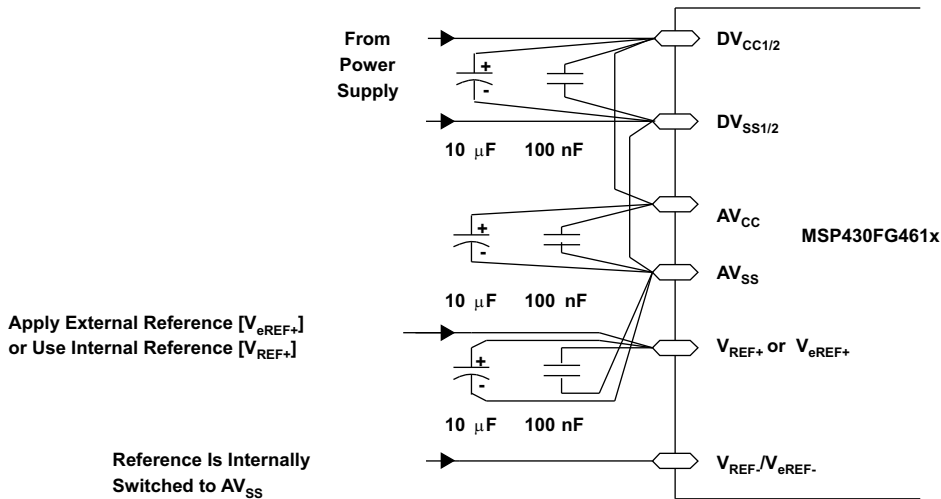 From
Power
Supply
DVCC1/2
+
-
DVSS1/2
10 μF 100 nF
AVCC
MSP430FG461x
+
-
AVSS
10 μF 100 nF
Apply External Reference [VeREF+]
or Use Internal Reference [VREF+]
VREF+ or VeREF+
+
-
10 μF 100 nF
Reference Is Internally
Switched to AVSS
VREF-/VeREF-